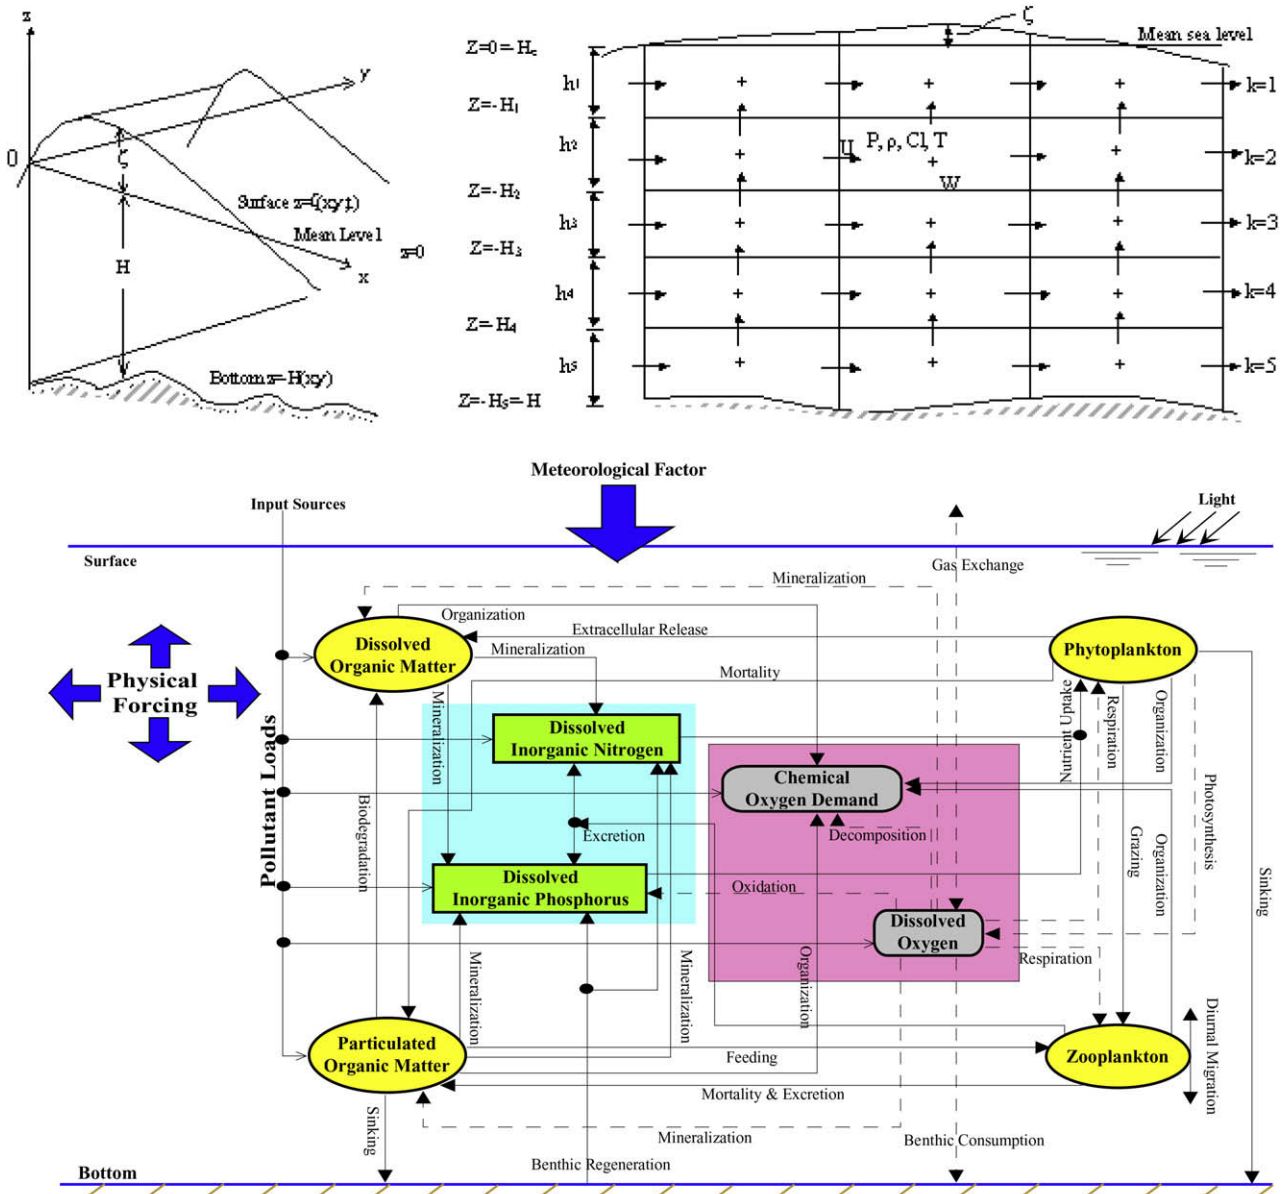 z
y
0
ζ
Surface z=ζ(xy,t)
Mean Level
z=0
x
H
Bottom z=-H(xy)
ζ
Mean sea level
Z=0=-H₀
h1
k=1
Z=-H₁
h2
U
P, ρ, Cl, T
k=2
W
Z=-H₂
h3
k=3
Z=-H₃
h4
k=4
Z=-H₄
h5
k=5
Z=-H₅=-H
Meteorological Factor
Input Sources
Light
Surface
Gas Exchange
Mineralization
Organization
Extracellular Release
Dissolved
Organic Matter
Mineralization
Mortality
Phytoplankton
Physical
Forcing
Pollutant Loads
Mineralization
Dissolved
Inorganic Nitrogen
Nutrient Uptake
Respiration
Organization
Chemical
Oxygen Demand
Photosynthesis
Biodegradation
Excretion
Decomposition
Grazing
Organization
Dissolved
Inorganic Phosphorus
Oxidation
Sinking
Dissolved
Oxygen
Respiration
Mineralization
Mineralization
Organization
Particulated
Organic Matter
Feeding
Zooplankton
Diurnal Migration
Mortality & Excretion
Sinking
Mineralization
Benthic Consumption
Benthic Regeneration
Bottom